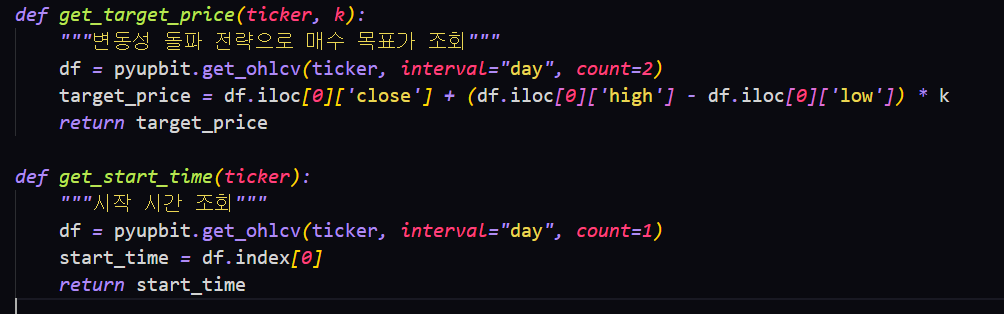 def get_target_price(ticker, k):
    """변동성 돌파 전략으로 매수 목표가 조회"""
    df = pyupbit.get_ohlcv(ticker, interval="day", count=2)
    target_price = df.iloc[0]['close'] + (df.iloc[0]['high'] - df.iloc[0]['low']) * k
    return target_price

def get_start_time(ticker):
    """시작 시간 조회"""
    df = pyupbit.get_ohlcv(ticker, interval="day", count=1)
    start_time = df.index[0]
    return start_time